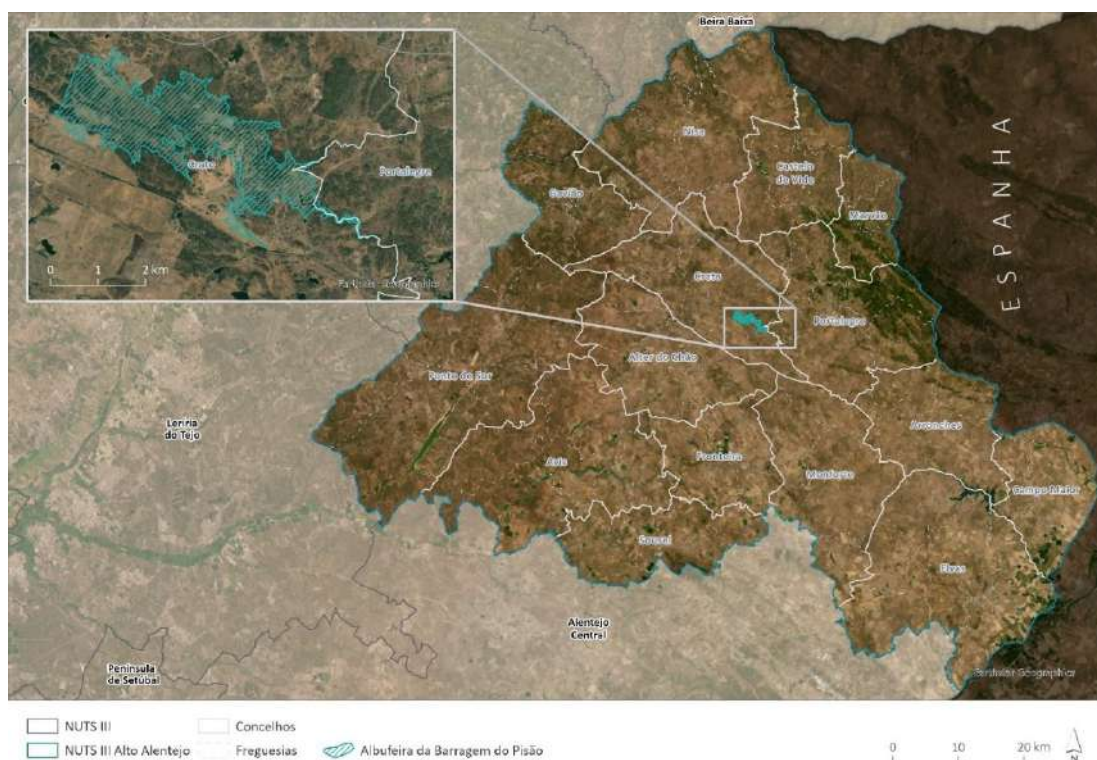 Beira Baixa
Crato
Portalegre
0 1 2 km
Nisa
Castelo
de Vide
Gavião
Marvão
ESPANHA
Crato
Portalegre
Alter do Chão
Ponte de Sor
Lezíria
do Tejo
Arronches
Avis
Fronteira
Monforte
Campo Maior
Sousel
Elvas
Alentejo
Central
Península
de Setúbal
Earthstar Geographics
NUTS III
Concelhos
NUTS III Alto Alentejo
Freguesias
Albufeira da Barragem do Pisão
0 10 20 km
N